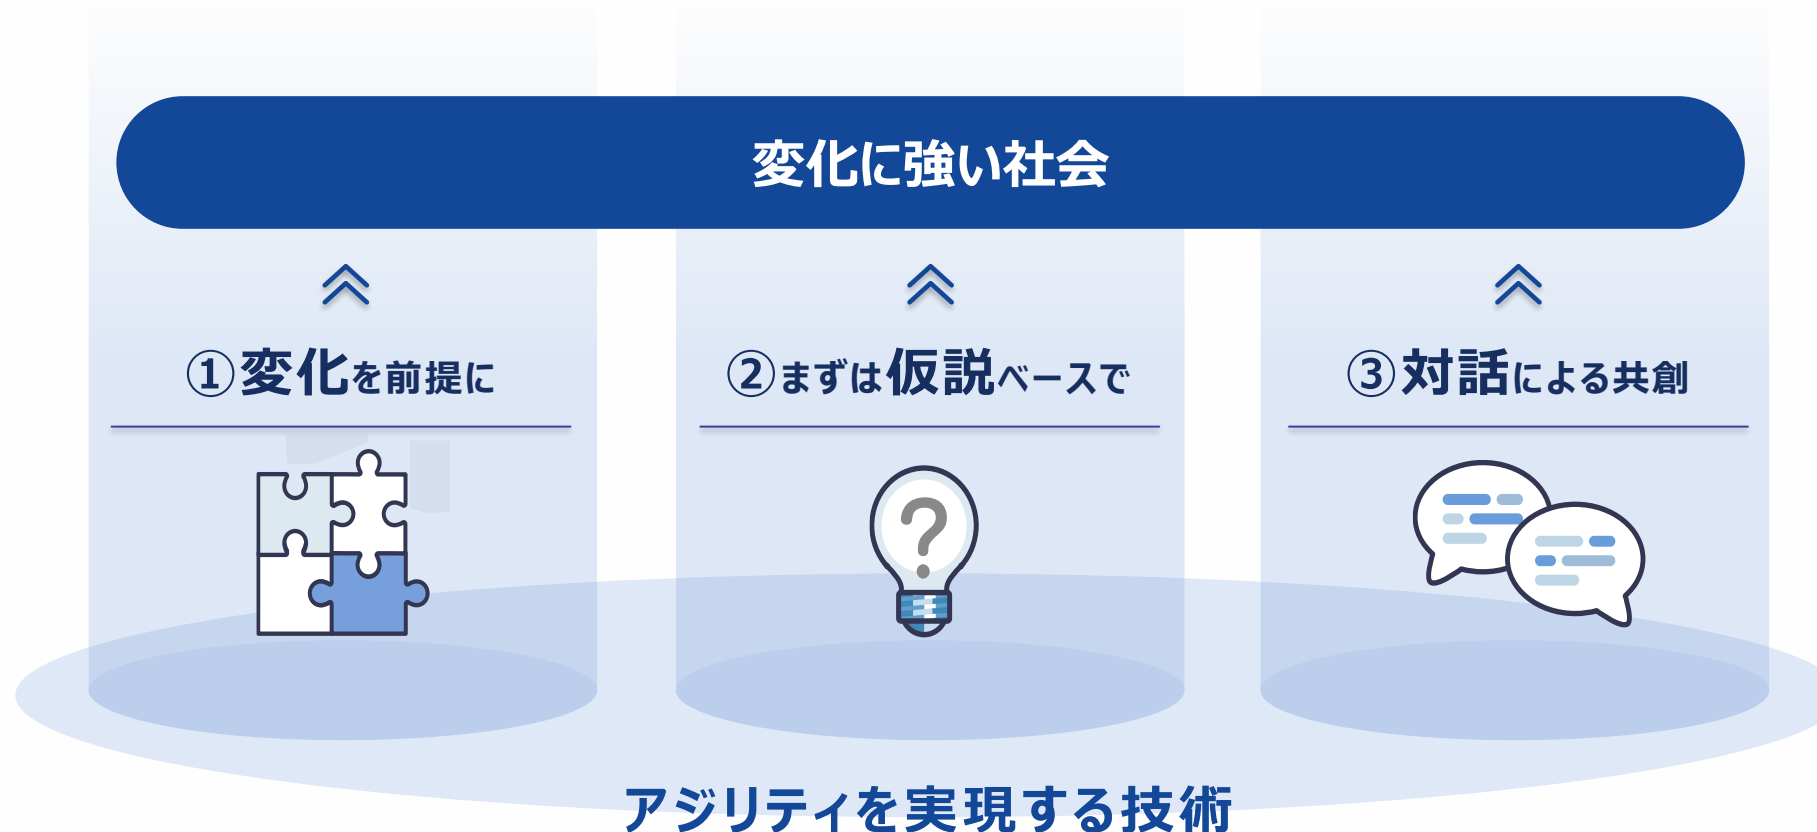 変化に強い社会
①変化を前提に
②まずは仮説ベースで
③対話による共創
?
アジリティを実現する技術